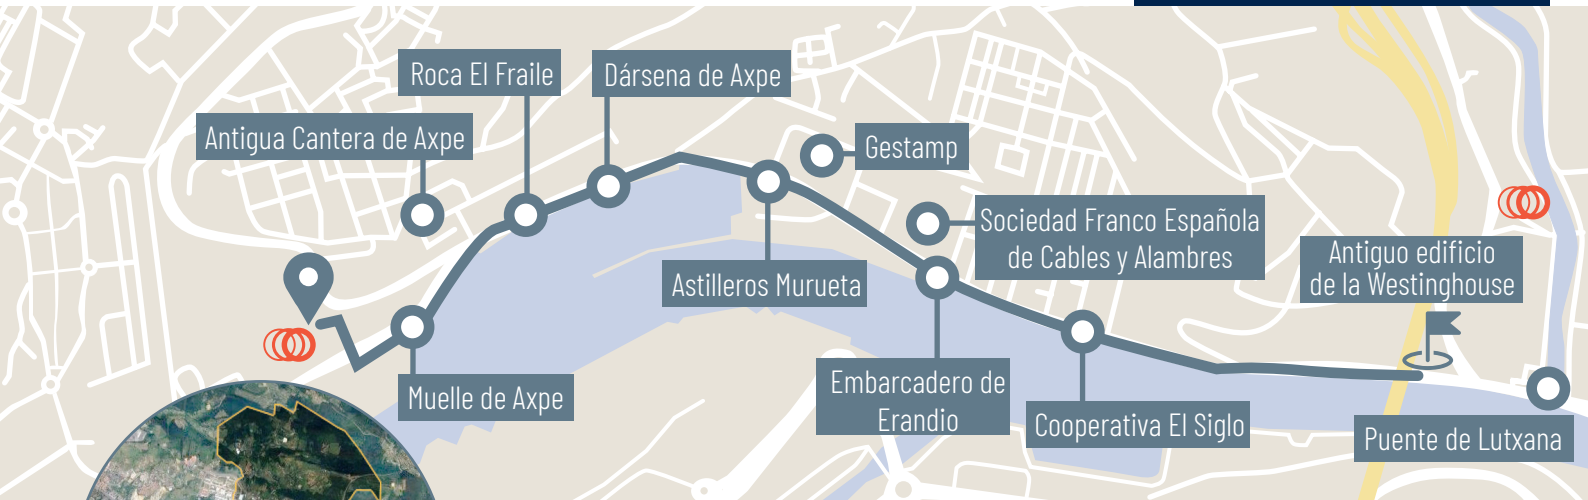 Roca El Fraile
Dársena de Axpe
Antigua Cantera de Axpe
Gestamp
Sociedad Franco Española
de Cables y Alambres
Antiguo edificio
de la Westinghouse
Astilleros Murueta
Muelle de Axpe
Embarcadero de
Erandio
Cooperativa El Siglo
Puente de Lutxana